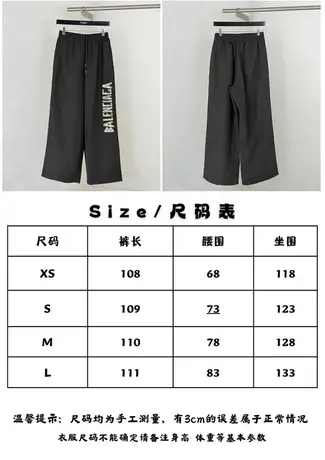 BALENCIAGA
Size/尺码表
尺码 裤长 腰围 坐围
XS 108 68 118
S 109 73 123
M 110 78 128
L 111 83 133
温馨提示：尺码均为手工测量，有3cm的误差属于正常情况
衣服尺码不能确定请备注身高 体重等基本参数